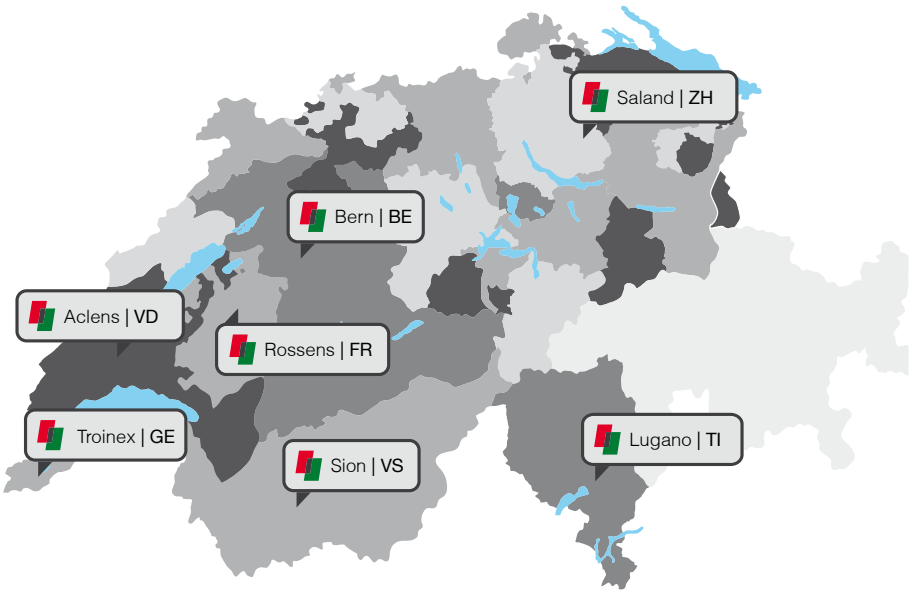 Saland | ZH
Bern | BE
Aclens | VD
Rossens | FR
Troinex | GE
Sion | VS
Lugano | TI